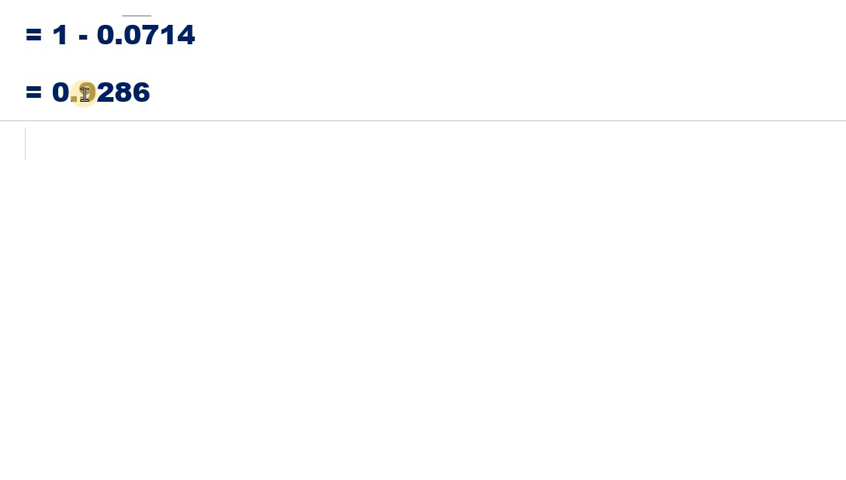 = 1 - 0.0714
= 0.9286